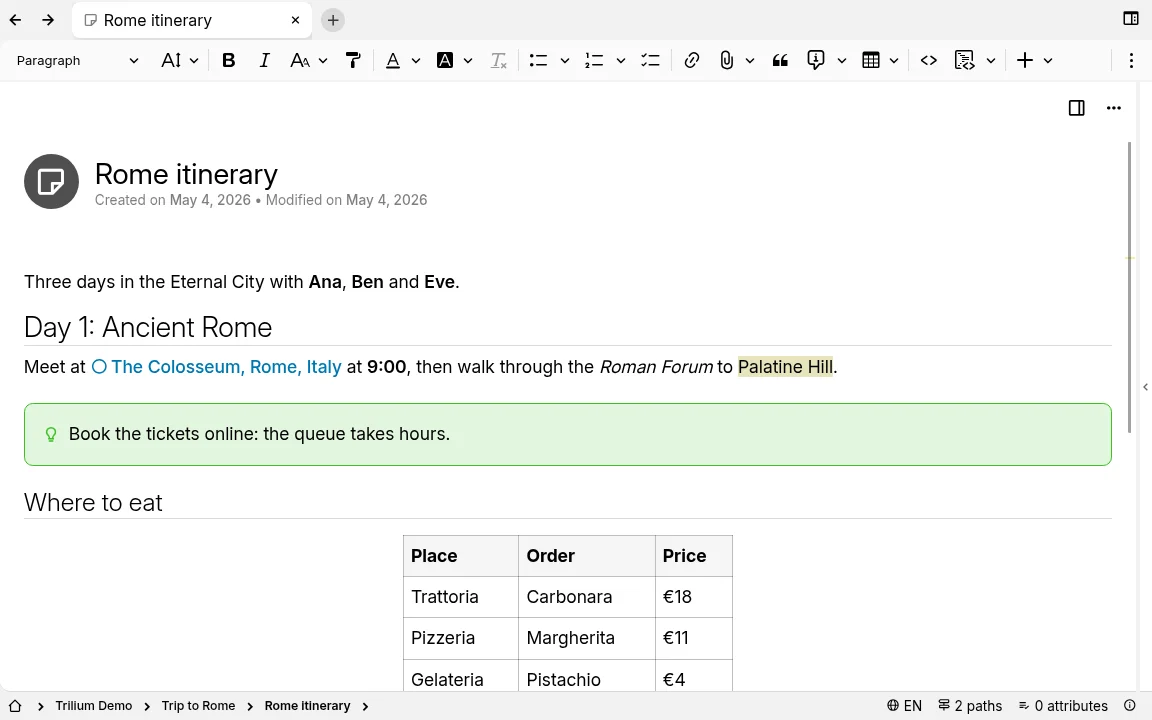 Rome itinerary
Paragraph
Rome itinerary
Created on May 4, 2026 • Modified on May 4, 2026
Three days in the Eternal City with Ana, Ben and Eve.
Day 1: Ancient Rome
Meet at The Colosseum, Rome, Italy at 9:00, then walk through the Roman Forum to Palatine Hill.
Book the tickets online: the queue takes hours.
Where to eat
Place Order Price
Trattoria Carbonara €18
Pizzeria Margherita €11
Gelateria Pistachio €4
Trilium Demo Trip to Rome Rome itinerary EN 2 paths 0 attributes